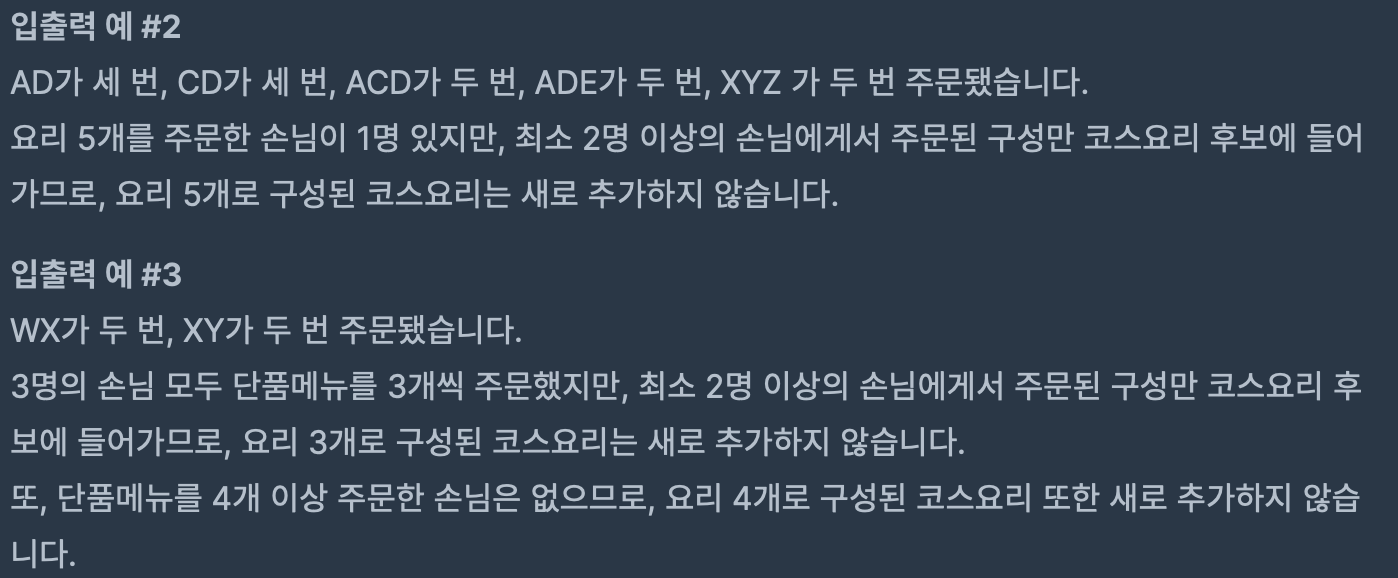 입출력 예 #2
AD가 세 번, CD가 세 번, ACD가 두 번, ADE가 두 번, XYZ 가 두 번 주문됐습니다.
요리 5개를 주문한 손님이 1명 있지만, 최소 2명 이상의 손님에게서 주문된 구성만 코스요리 후보에 들어
가므로, 요리 5개로 구성된 코스요리는 새로 추가하지 않습니다.
입출력 예 #3
WX가 두 번, XY가 두 번 주문됐습니다.
3명의 손님 모두 단품메뉴를 3개씩 주문했지만, 최소 2명 이상의 손님에게서 주문된 구성만 코스요리 후
보에 들어가므로, 요리 3개로 구성된 코스요리는 새로 추가하지 않습니다.
또, 단품메뉴를 4개 이상 주문한 손님은 없으므로, 요리 4개로 구성된 코스요리 또한 새로 추가하지 않습
니다.